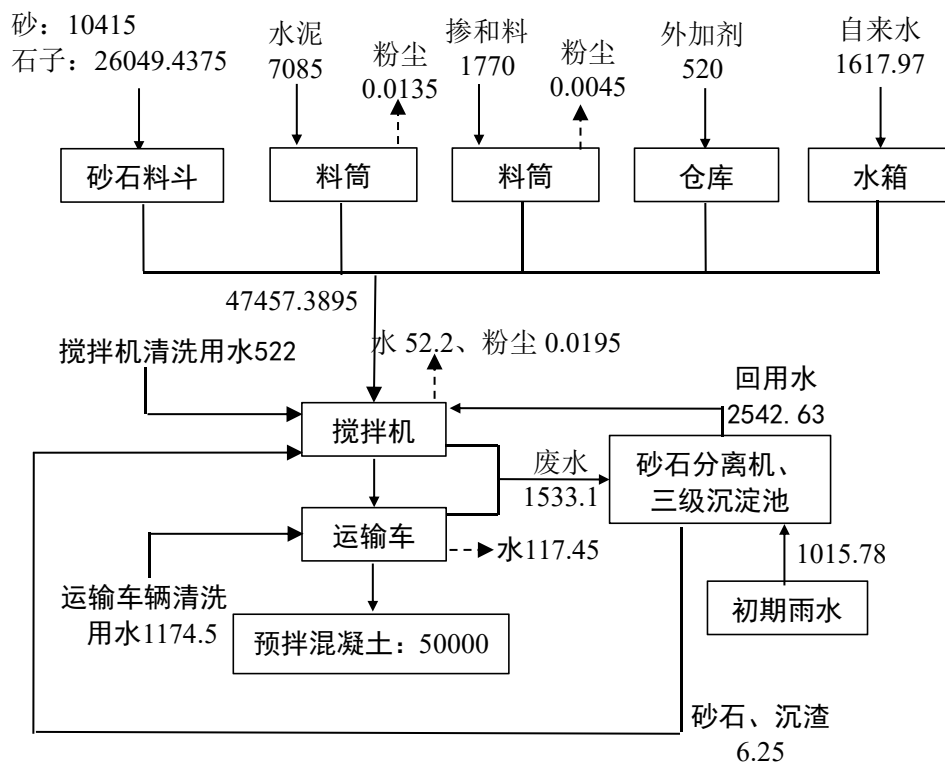 砂：10415
石子：26049.4375
水泥
7085
粉尘
0.0135
掺和料
1770
粉尘
0.0045
外加剂
520
自来水
1617.97
砂石料斗
料筒
料筒
仓库
水箱
47457.3895
水 52.2、粉尘 0.0195
搅拌机清洗用水522
回用水
2542.63
搅拌机
废水
1533.1
砂石分离机、
三级沉淀池
运输车
水117.45
1015.78
运输车辆清洗
用水1174.5
初期雨水
预拌混凝土：50000
砂石、沉渣
6.25